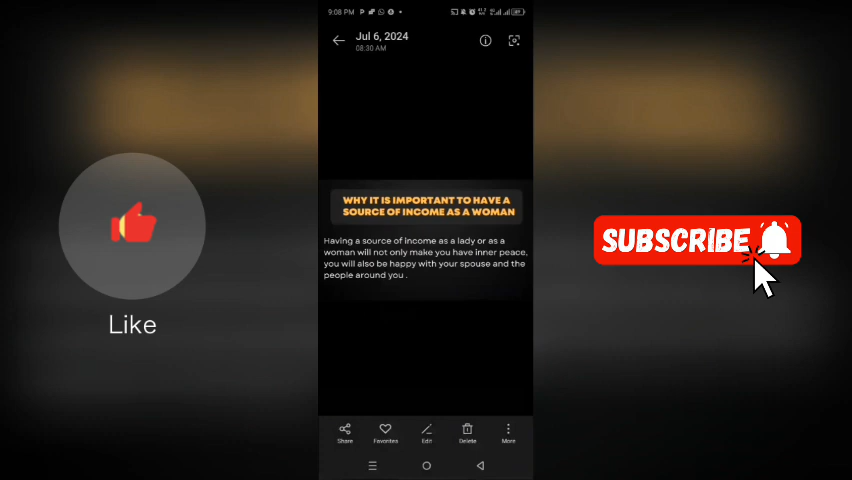 9:08 PM
Jul 6, 2024
08:30 AM
WHY IT IS IMPORTANT TO HAVE A
SOURCE OF INCOME AS A WOMAN
Having a source of income as a lady or as a
woman will not only make you have inner peace,
you will also be happy with your spouse and the
people around you .
Like
SUBSCRIBE
Share
Favorites
Edit
Delete
More